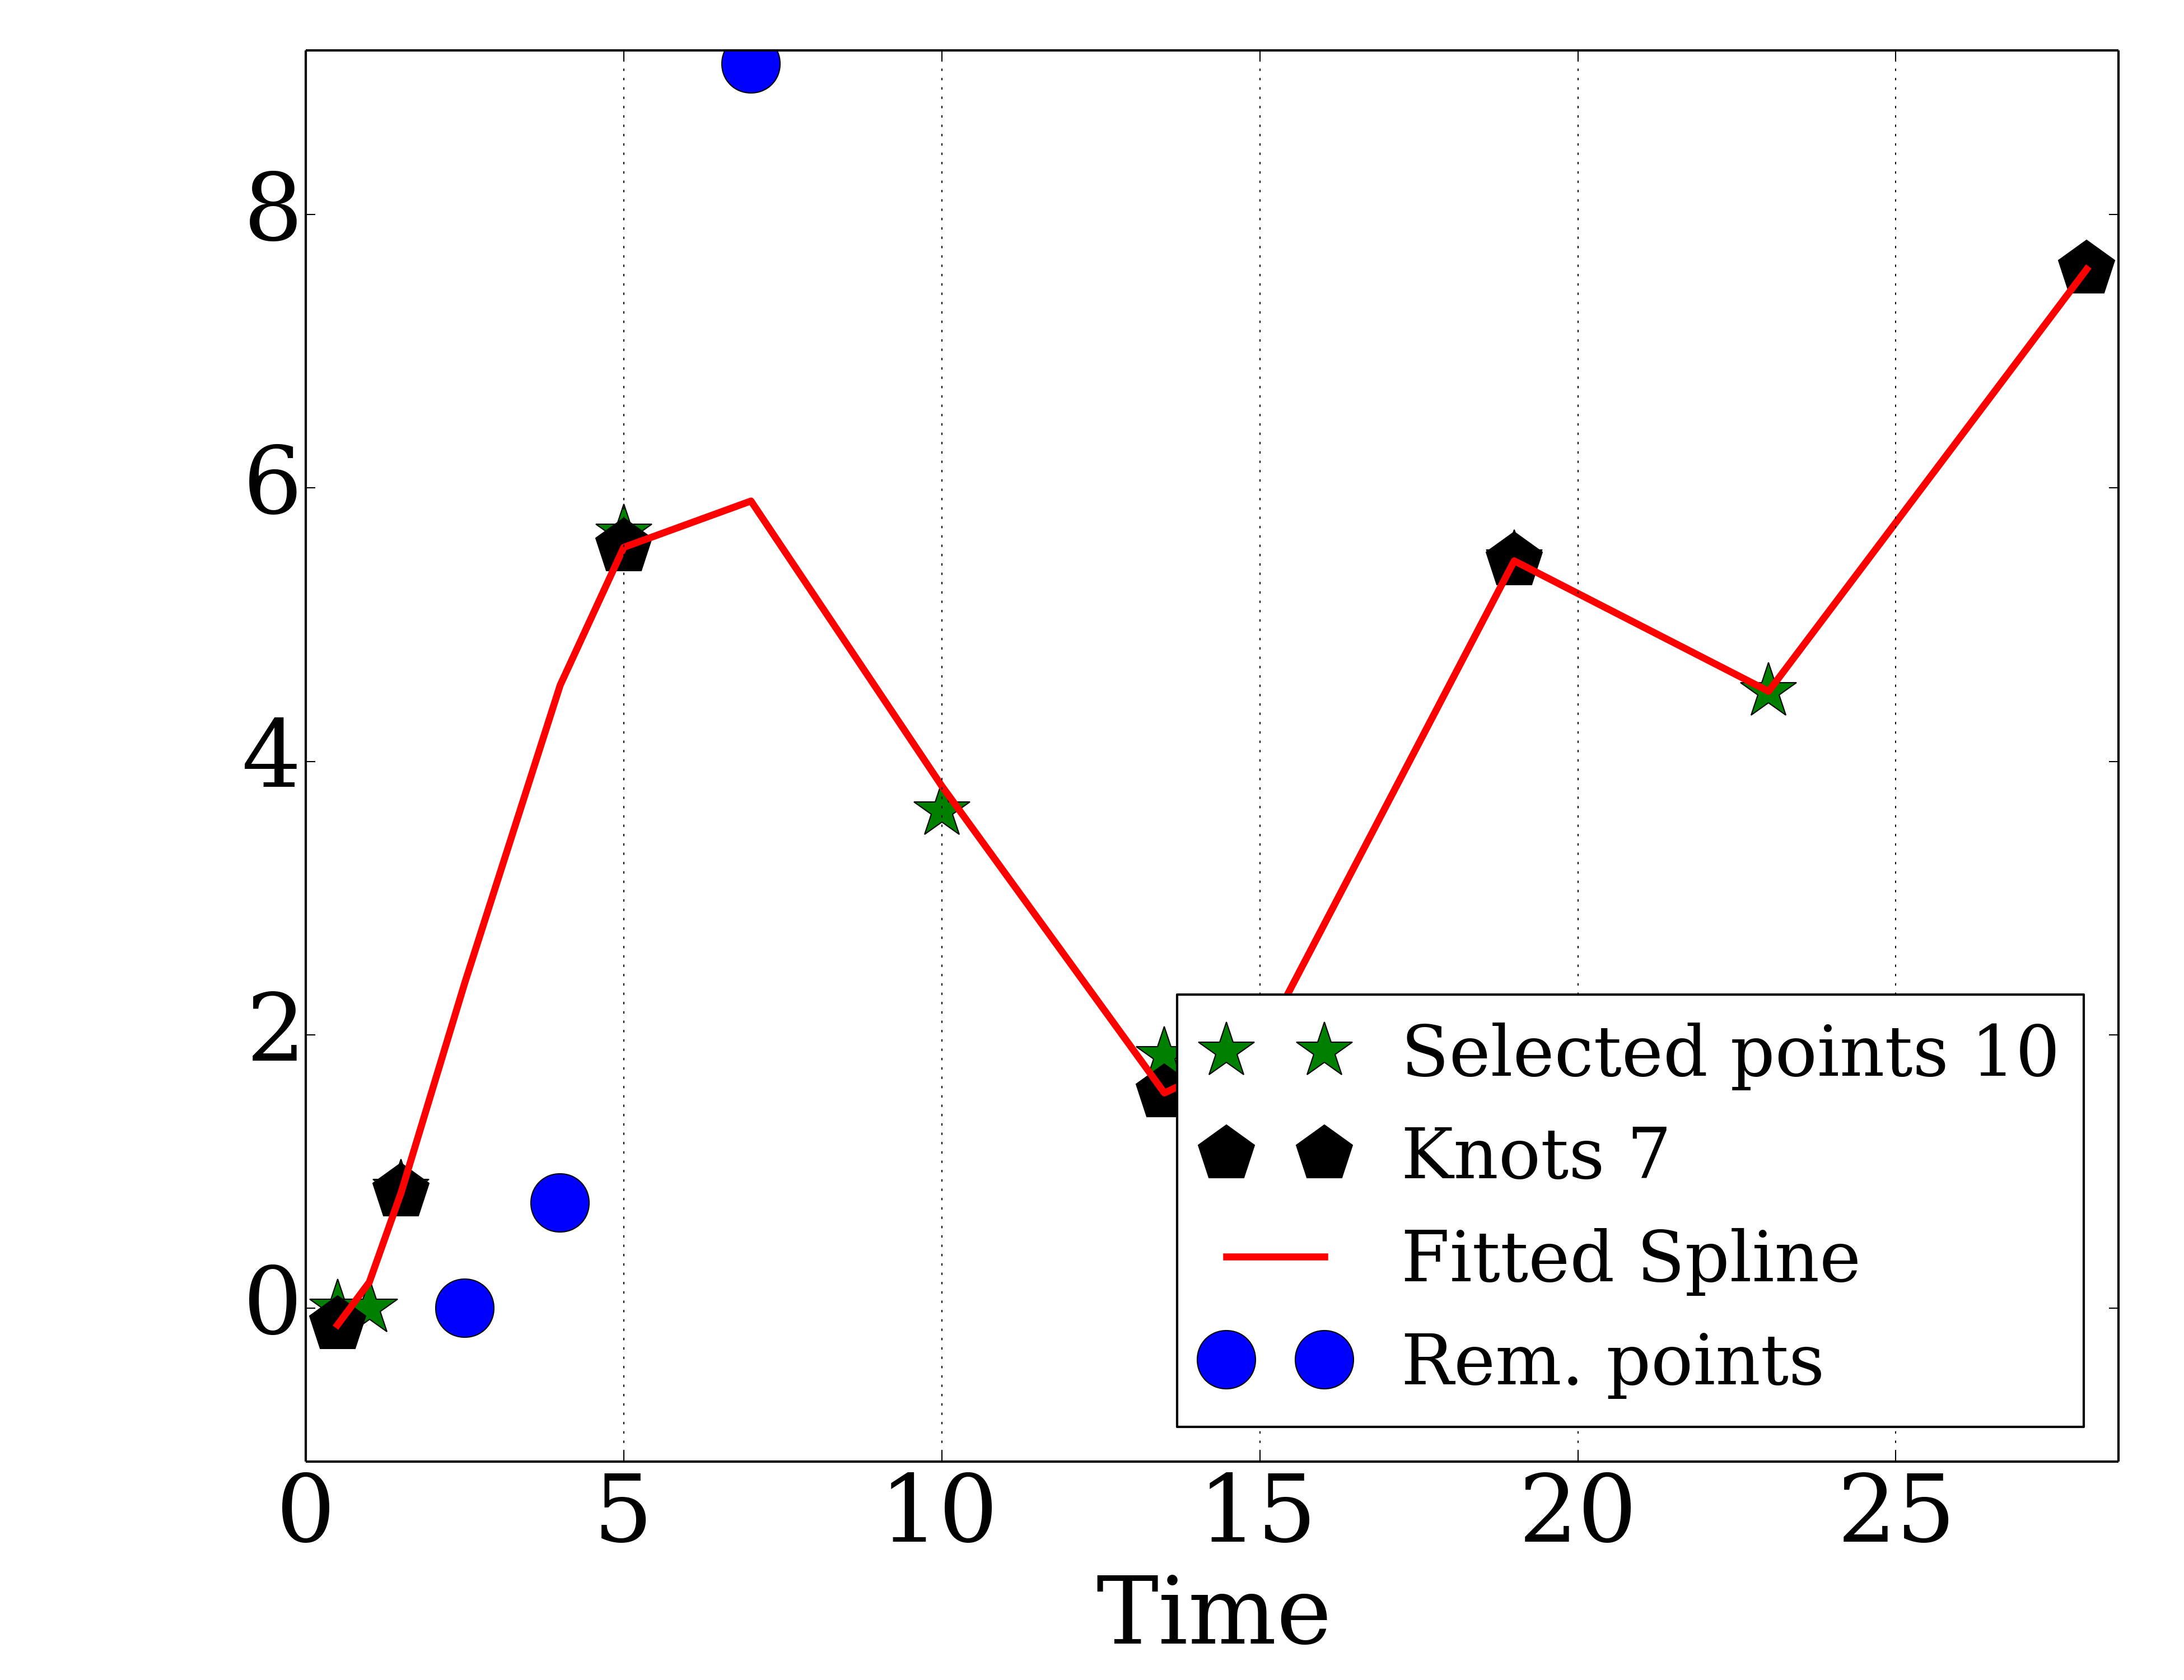 8
6
4
2
0
Selected points 10
Knots 7
Fitted Spline
Rem. points
0 5 10 15 20 25
Time